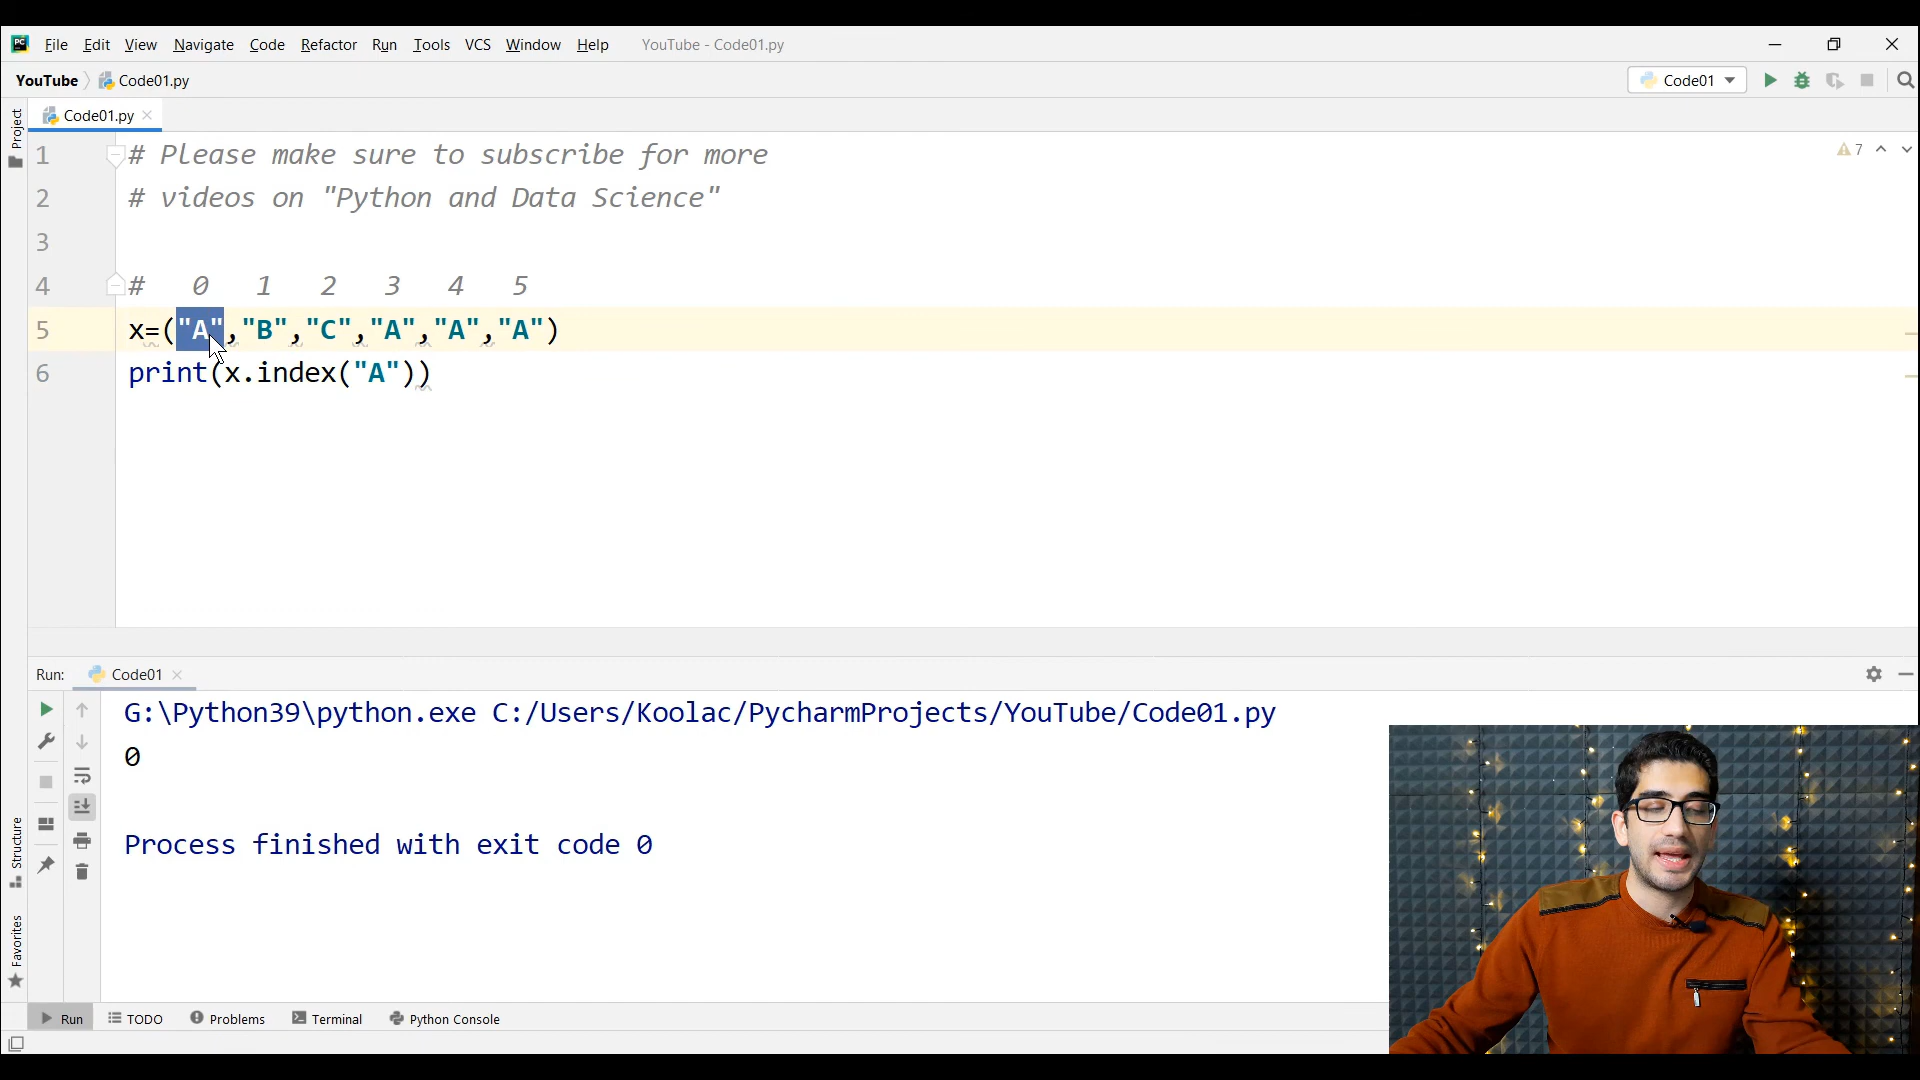 PC File Edit View Navigate Code Refactor Run Tools VCS Window Help YouTube - Code01.py
YouTube Code01.py Code01
Project
Code01.py
7
1 # Please make sure to subscribe for more
2 # videos on "Python and Data Science"
3
4 # 0 1 2 3 4 5
5 x=("A","B","C","A","A","A")
6 print(x.index("A"))
Run: Code01
G:\Python39\python.exe C:/Users/Koolac/PycharmProjects/YouTube/Code01.py
0
Process finished with exit code 0
Structure
Favorites
Run TODO Problems Terminal Python Console